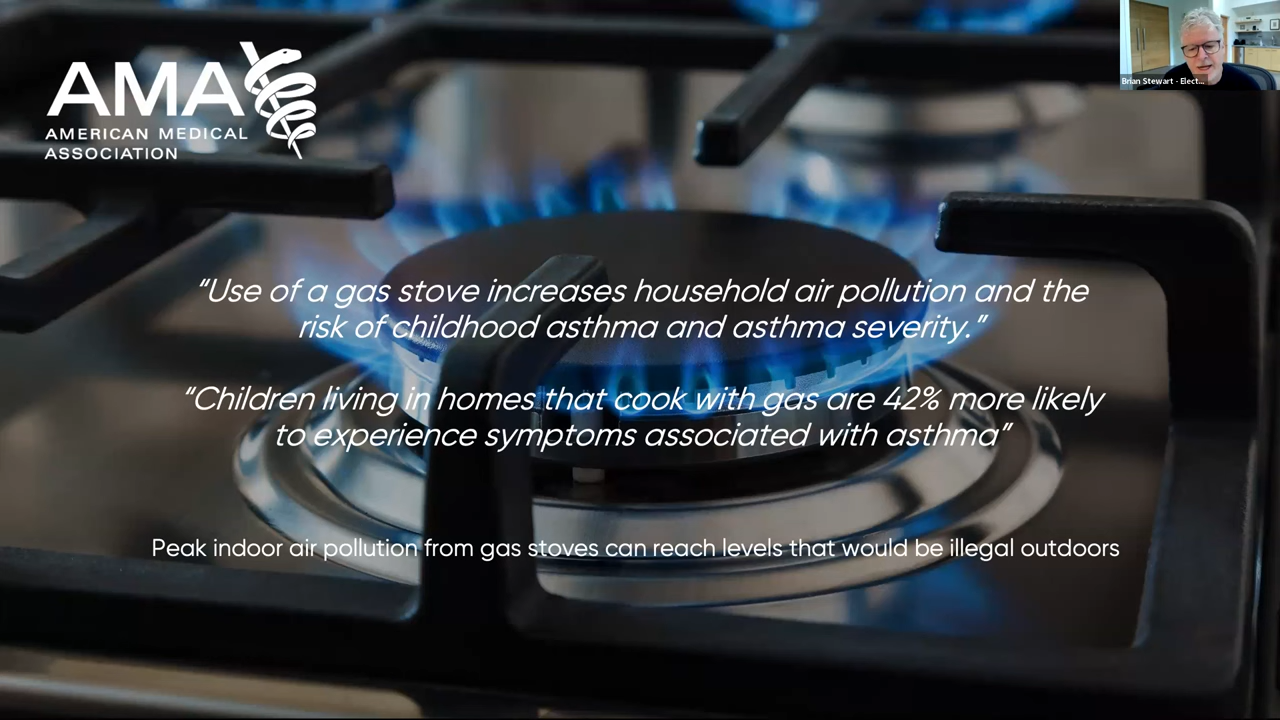 AMA
AMERICAN MEDICAL
ASSOCIATION
Brian Stewart - Elect...
“Use of a gas stove increases household air pollution and the
risk of childhood asthma and asthma severity.”
“Children living in homes that cook with gas are 42% more likely
to experience symptoms associated with asthma”
Peak indoor air pollution from gas stoves can reach levels that would be illegal outdoors